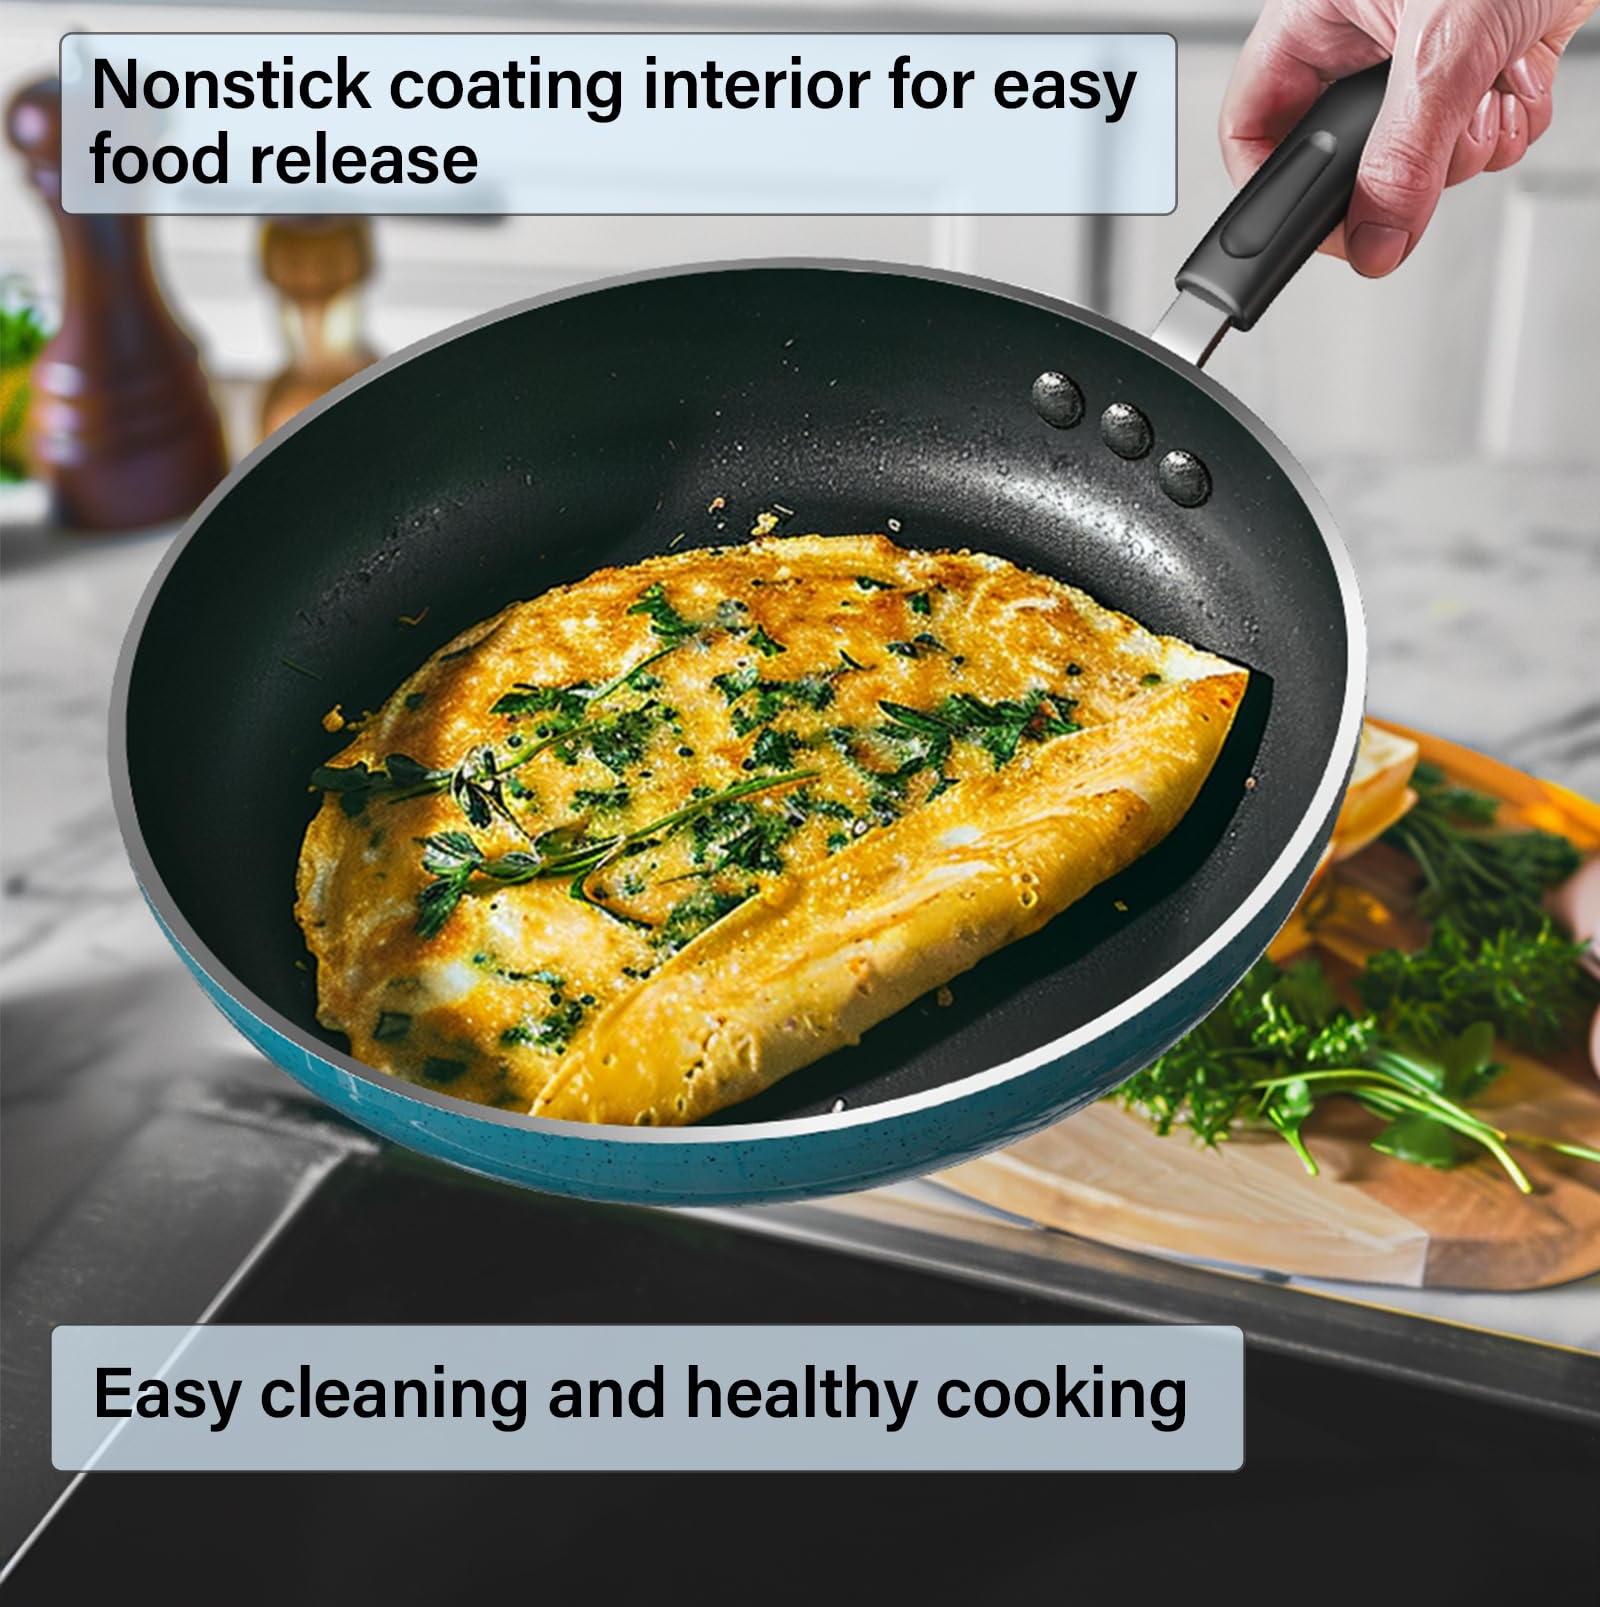 Nonstick coating interior for easy
food release
Easy cleaning and healthy cooking